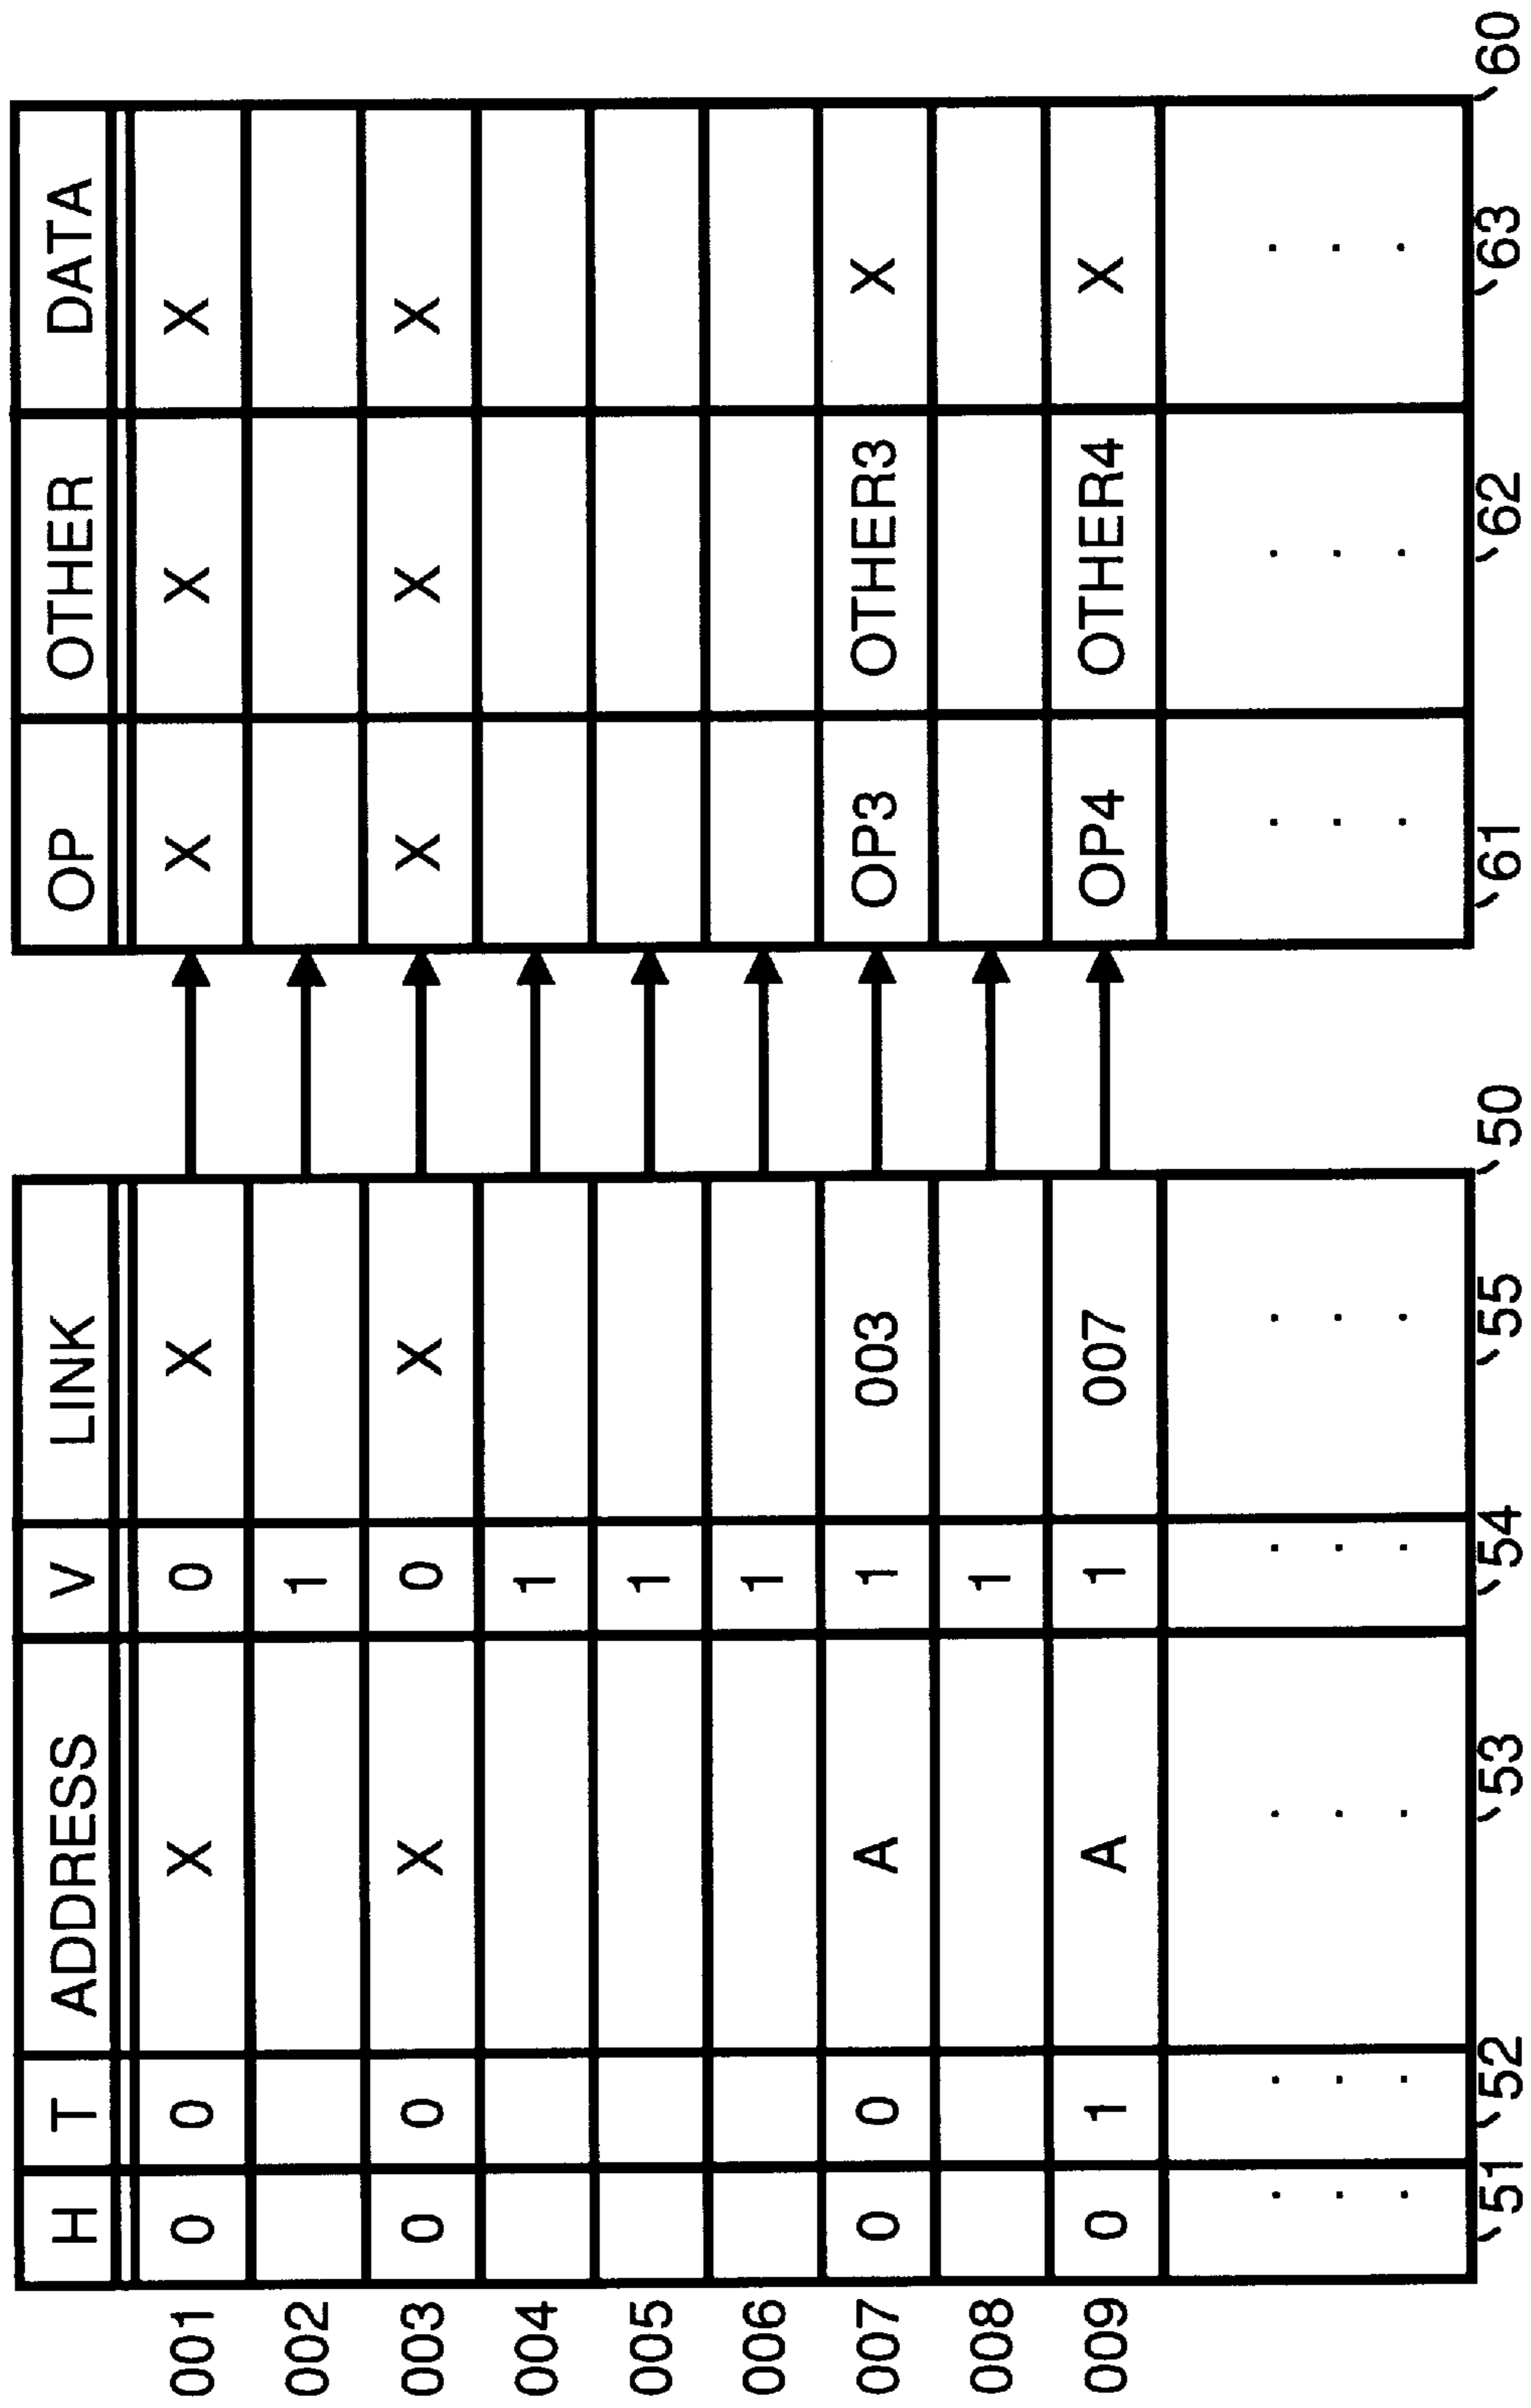 H T ADDRESS V LINK OP OTHER DATA
001 0 0 X 0 X X X X
002 1
003 0 0 X 0 X X X X
004 1
005 1
006 1
007 0 0 A 1 003 OP3 OTHER3 X
008 1
009 0 1 A 1 007 OP4 OTHER4 X
51 52 53 54 55 50 61 62 63 60